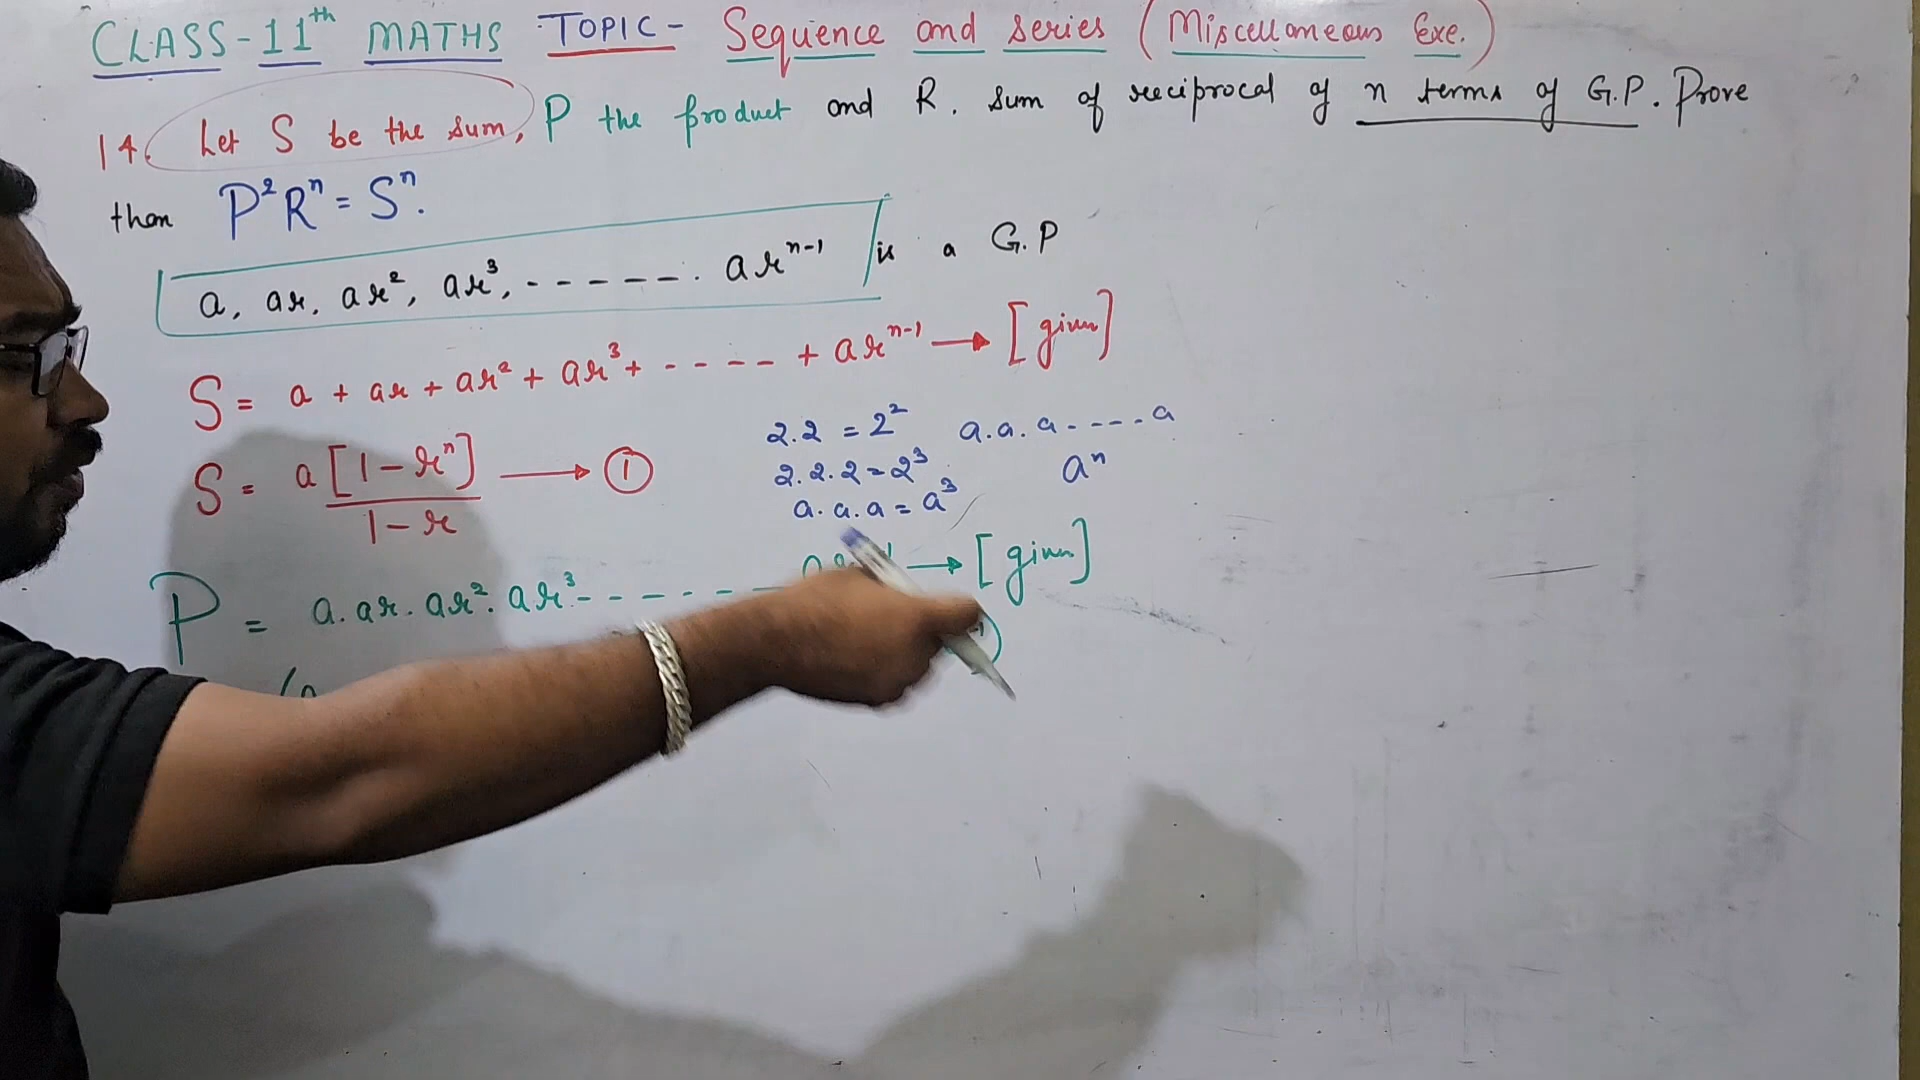 CLASS-11th MATHS TOPIC- Sequence and series (Miscellaneous Exe.)
14. Let S be the sum, P the product and R. sum of reciprocal of n terms of G.P. Prove
than P²Rⁿ = Sⁿ.
a, ar, ar², ar³, ------. arⁿ⁻¹ is a G.P
S = a + ar + ar² + ar³ + ---- + arⁿ⁻¹ → [given]
2.2 = 2² a.a.a-----a
S = a[1-rⁿ]/1-r → ①
2.2.2 = 2³ aⁿ
a.a.a = a³
P = a.ar.ar².ar³------ → [given]